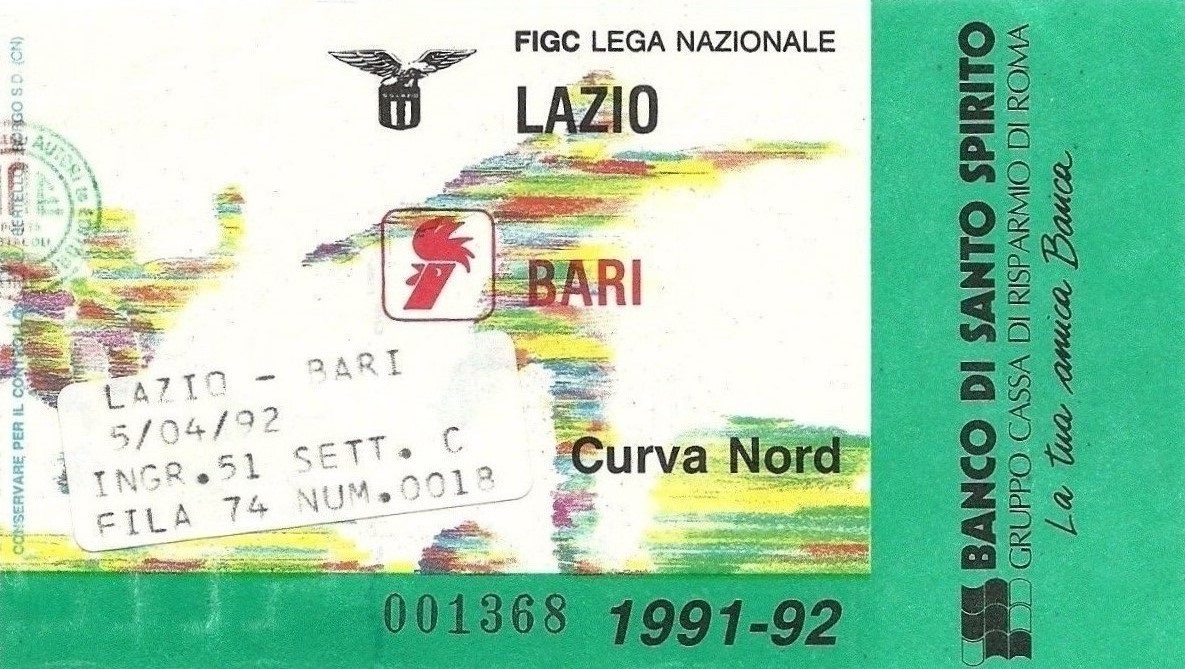 FIGC LEGA NAZIONALE
LAZIO
BARI
LAZIO - BARI
5/04/92
INGR.51 SETT. C
FILA 74 NUM.0018
Curva Nord
001368
1991-92
BANCO DI SANTO SPIRITO
GRUPPO CASSA DI RISPARMIO DI ROMA
La tua amica Banca
CONSERVARE PER IL CONTROLLO